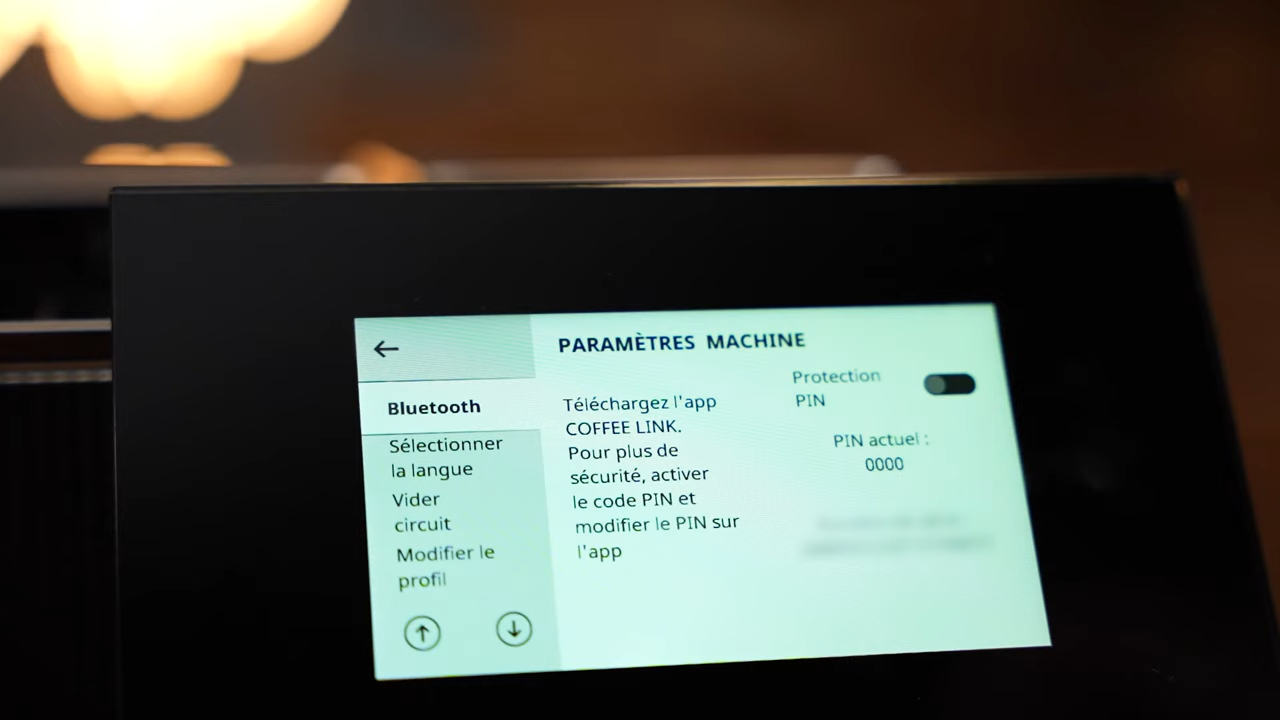 PARAMÈTRES MACHINE
Bluetooth
Sélectionner
la langue
Vider
circuit
Modifier le
profil
Téléchargez l'app
COFFEE LINK.
Pour plus de
sécurité, activer
le code PIN et
modifier le PIN sur
l'app
Protection
PIN
PIN actuel :
0000